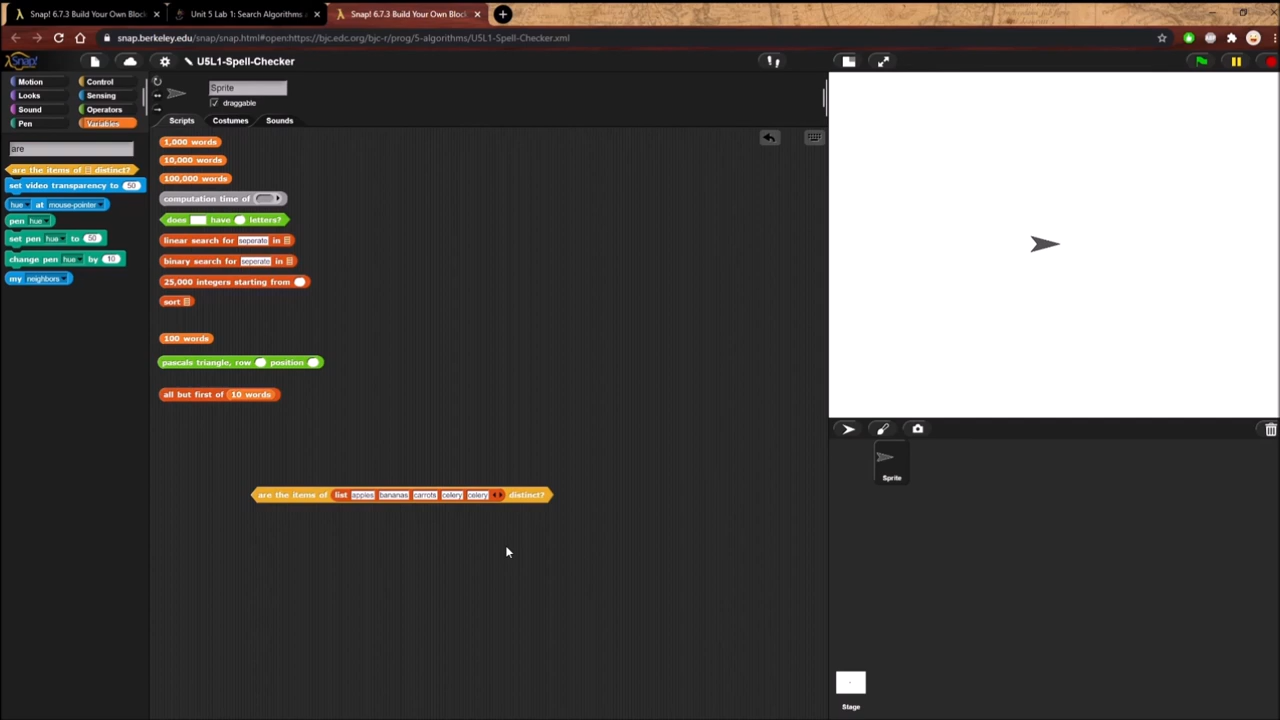 Snap! 6.7.3 Build Your Own Bloc
Unit 5 Lab 1: Search Algorithms a
Snap! 6.7.3 Build Your Own Bloc
snap.berkeley.edu/snap/snap.html#open:https://bjc.edc.org/bjc-r/prog/5-algorithms/U5L1-Spell-Checker.xml
Snap!
U5L1-Spell-Checker
Motion
Control
Looks
Sensing
Sound
Operators
Pen
Variables
Sprite
draggable
Scripts
Costumes
Sounds
are
are the items of distinct?
set video transparency to 50
hue at mouse-pointer
pen hue
set pen hue to 50
change pen hue by 10
my neighbors
1,000 words
10,000 words
100,000 words
computation time of
does have letters?
linear search for seperate in
binary search for seperate in
25,000 integers starting from
sort
100 words
pascals triangle, row position
all but first of 10 words
are the items of list apples bananas carrots celery celery distinct?
Sprite
Stage